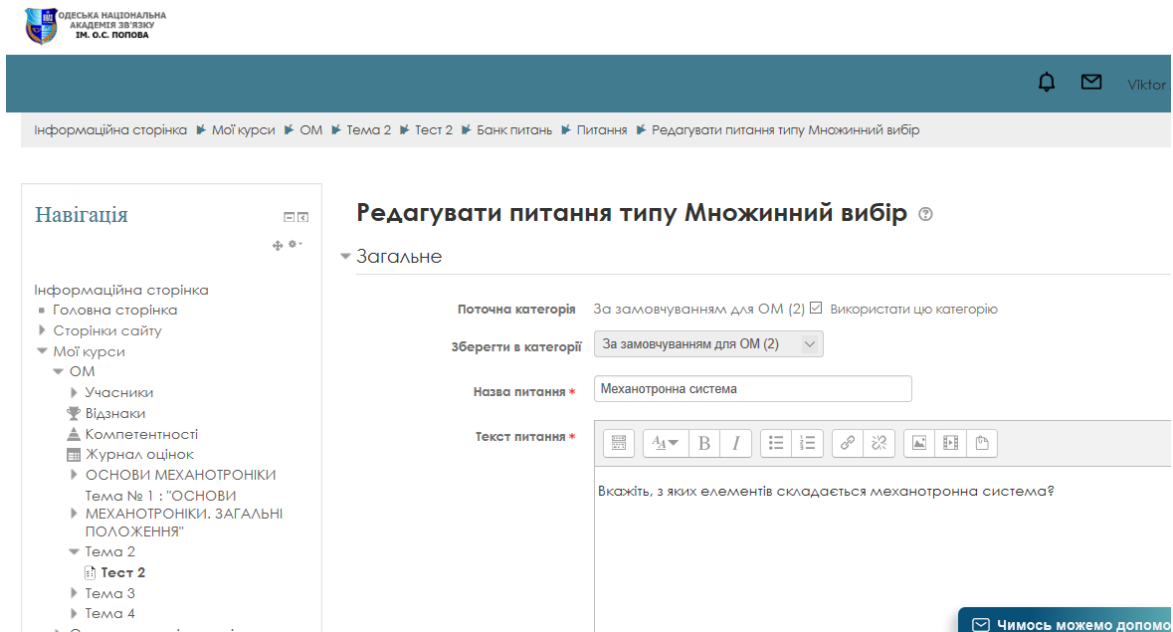 ОДЕСЬКА НАЦІОНАЛЬНА
АКАДЕМІЯ ЗВ'ЯЗКУ
ІМ. О.С. ПОПОВА
Viktor
Інформаційна сторінка Мої курси ОМ Тема 2 Тест 2 Банк питань Питання Редагувати питання типу Множинний вибір
Навігація
Інформаційна сторінка
Головна сторінка
Сторінки сайту
Мої курси
ОМ
Учасники
Відзнаки
Компетентності
Журнал оцінок
ОСНОВИ МЕХАНОТРОНІКИ
Тема № 1 : "ОСНОВИ
МЕХАНОТРОНІКИ. ЗАГАЛЬНІ
ПОЛОЖЕННЯ"
Тема 2
Тест 2
Тема 3
Тема 4
Редагувати питання типу Множинний вибір
Загальне
Поточна категорія За замовчуванням для ОМ (2) Використати цю категорію
Зберегти в категорії За замовчуванням для ОМ (2)
Назва питання * Механотронна система
Текст питання *
Вкажіть, з яких елементів складається механотронна система?
Чимось можемо